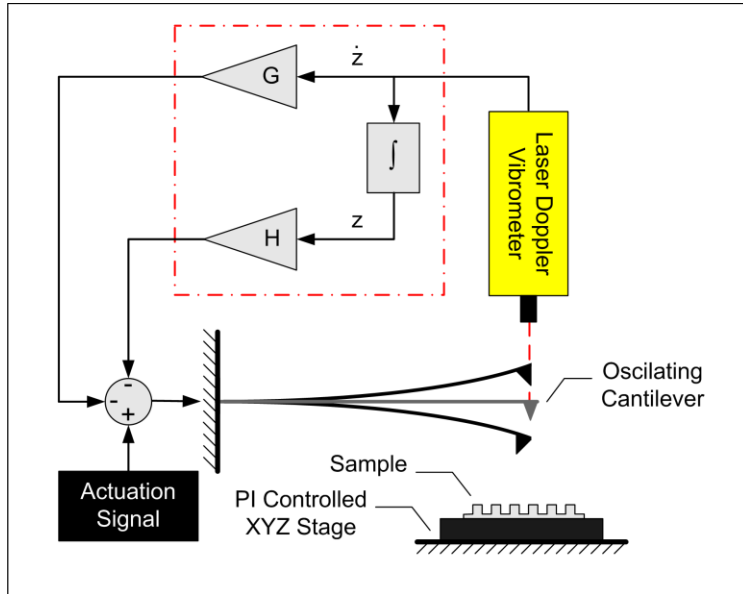 G
ż
∫
H
z
Laser Doppler
Vibrometer
-
-
+
Oscilating
Cantilever
Actuation
Signal
Sample
PI Controlled
XYZ Stage